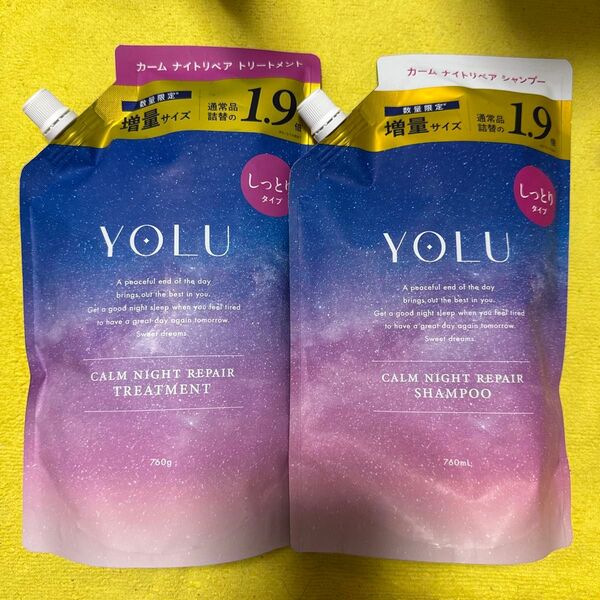 カーム ナイトリペア トリートメント
数量限定*
増量サイズ
通常品
詰替の
1.9
倍
しっとり
タイプ
YOLU
A peaceful end of the day
brings out the best in you.
Get a good night sleep when you feel tired
to have a great day again tomorrow.
Sweet dreams.
CALM NIGHT REPAIR
TREATMENT
760g
カーム ナイトリペア シャンプー
数量限定*
増量サイズ
通常品
詰替の
1.9
倍
しっとり
タイプ
YOLU
A peaceful end of the day
brings out the best in you.
Get a good night sleep when you feel tired
to have a great day again tomorrow.
Sweet dreams.
CALM NIGHT REPAIR
SHAMPOO
760mL